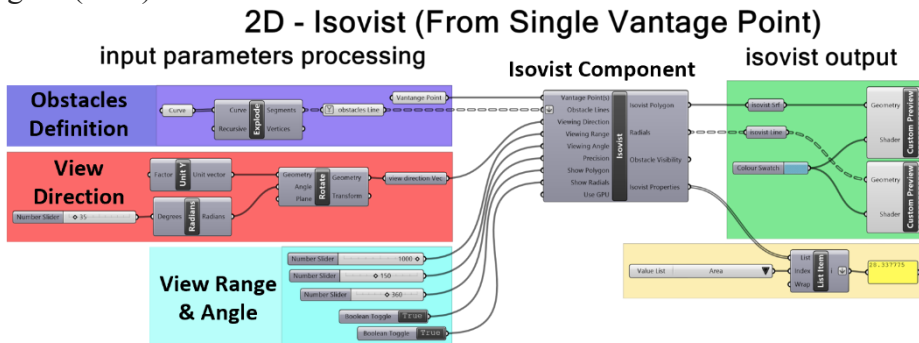 2D - Isovist (From Single Vantage Point)
input parameters processing
Isovist Component
isovist output
Obstacles
Definition
Curve
Curve
Recursive
Explode
Segments
Vertices
obstacles Line
Vantange Point
View
Direction
Factor
Unit Y
Unit vector
Number Slider
35
Degrees
Radians
Radians
Geometry
Angle
Plane
Rotate
Geometry
Transform
view direction Vec
View Range
& Angle
Number Slider
1000
Number Slider
150
Number Slider
360
Boolean Toggle
True
Boolean Toggle
True
Vantage Point(s)
Obstacle Lines
Viewing Direction
Viewing Range
Viewing Angle
Precision
Show Polygon
Show Radials
Use GPU
Isovist
Isovist Polygon
Radials
Obstacle Visibility
Isovist Properties
isovist Srf
isovist Line
Colour Swatch
Geometry
Shader
Custom Preview
Geometry
Shader
Custom Preview
Value List
Area
List
Index
Wrap
List Item
i